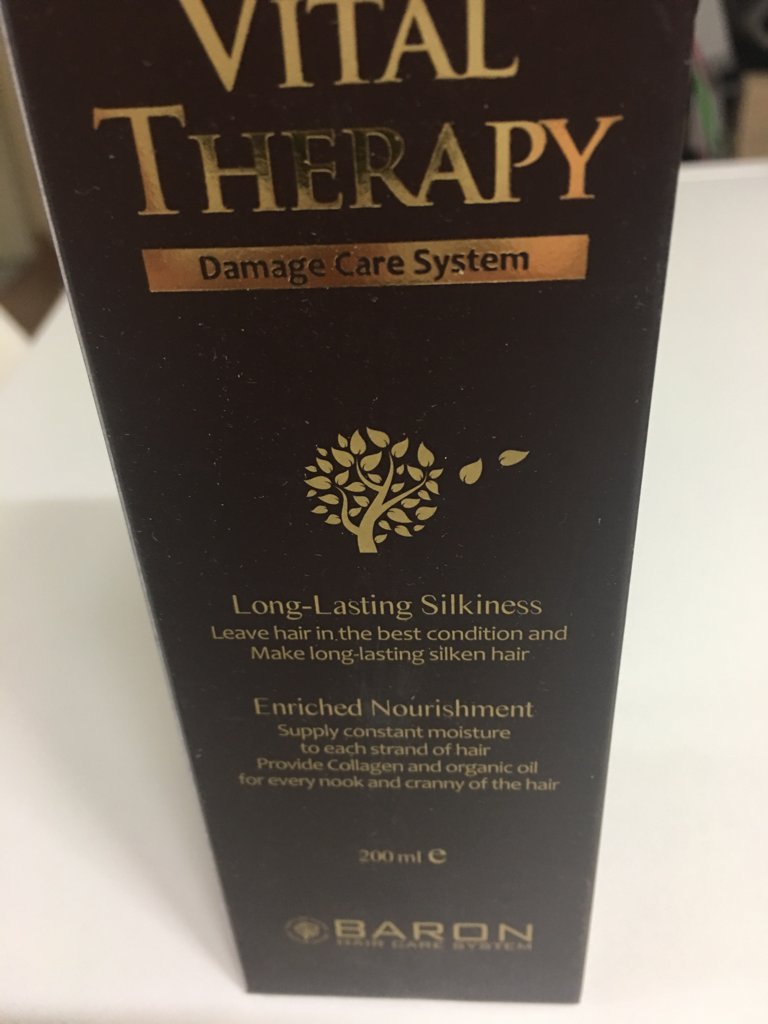 VITAL
THERAPY
Damage Care System
Long-Lasting Silkiness
Leave hair in the best condition and
Make long-lasting silken hair
Enriched Nourishment
Supply constant moisture
to each strand of hair
Provide Collagen and organic oil
for every nook and cranny of the hair
200 ml e
BARON
HAIR CARE SYSTEM